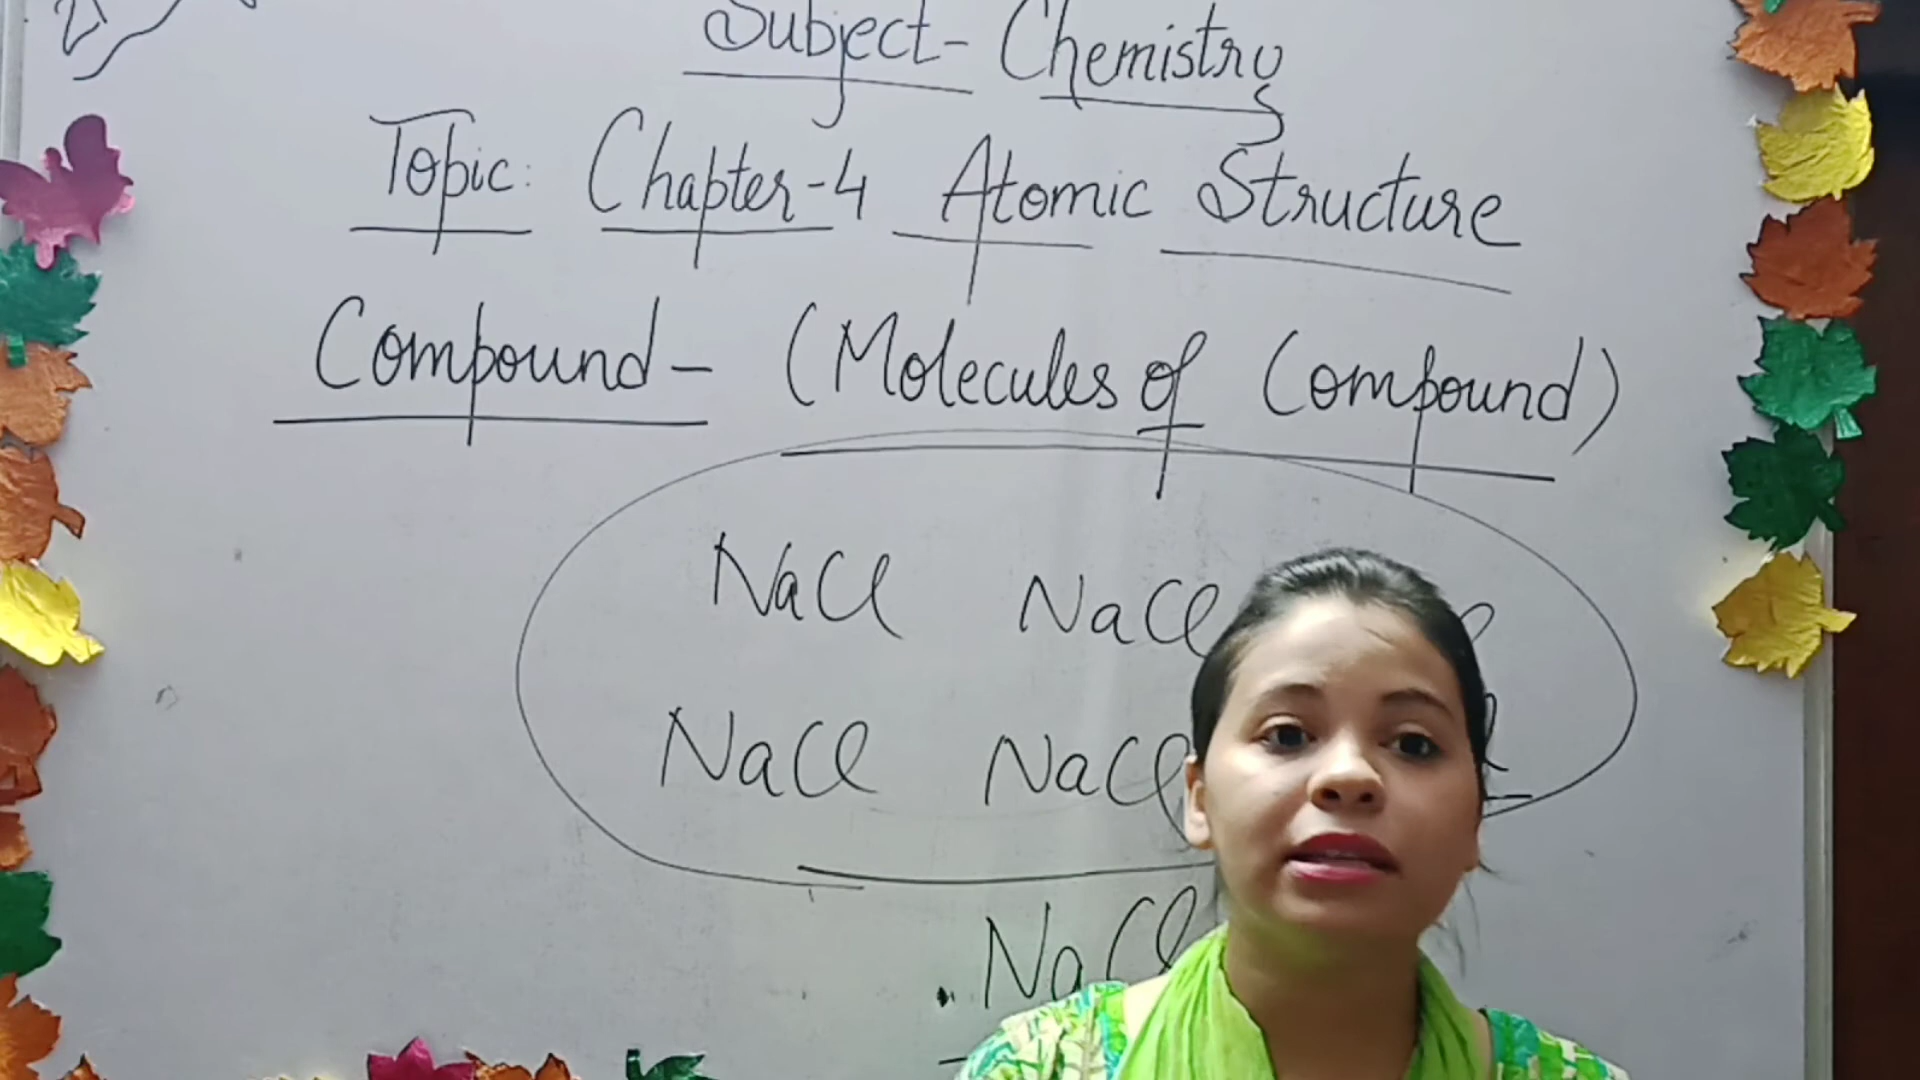 Subject- Chemistry
Topic: Chapter-4 Atomic Structure
Compound- (Molecules of Compound)
NaCl NaCl
NaCl NaCl
NaCl